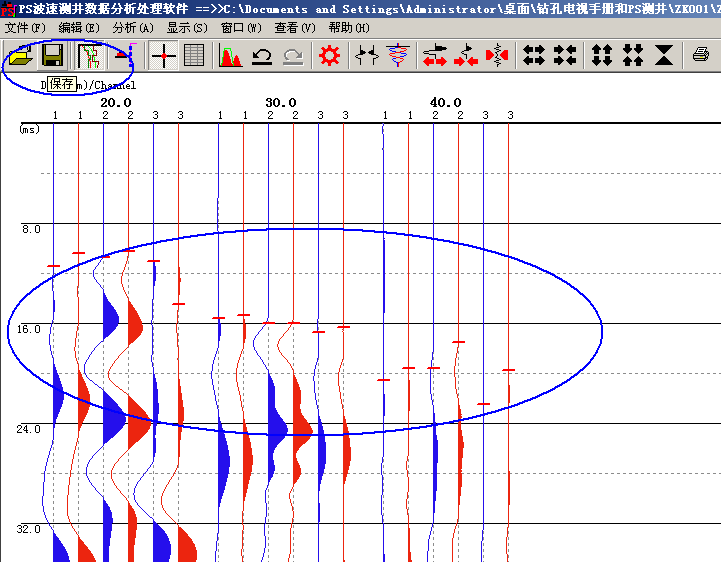 PS波速测井数据分析处理软件 ==>>C:\Documents and Settings\Administrator\桌面\钻孔电视手册和PS测井\ZK001\Z
文件(F) 编辑(E) 分析(A) 显示(S) 窗口(W) 查看(V) 帮助(H)
保存
D m)/Channel
20.0 30.0 40.0
1 1 2 2 3 3 1 1 2 2 3 3 1 1 2 2 3 3
(ms)
8.0
16.0
24.0
32.0